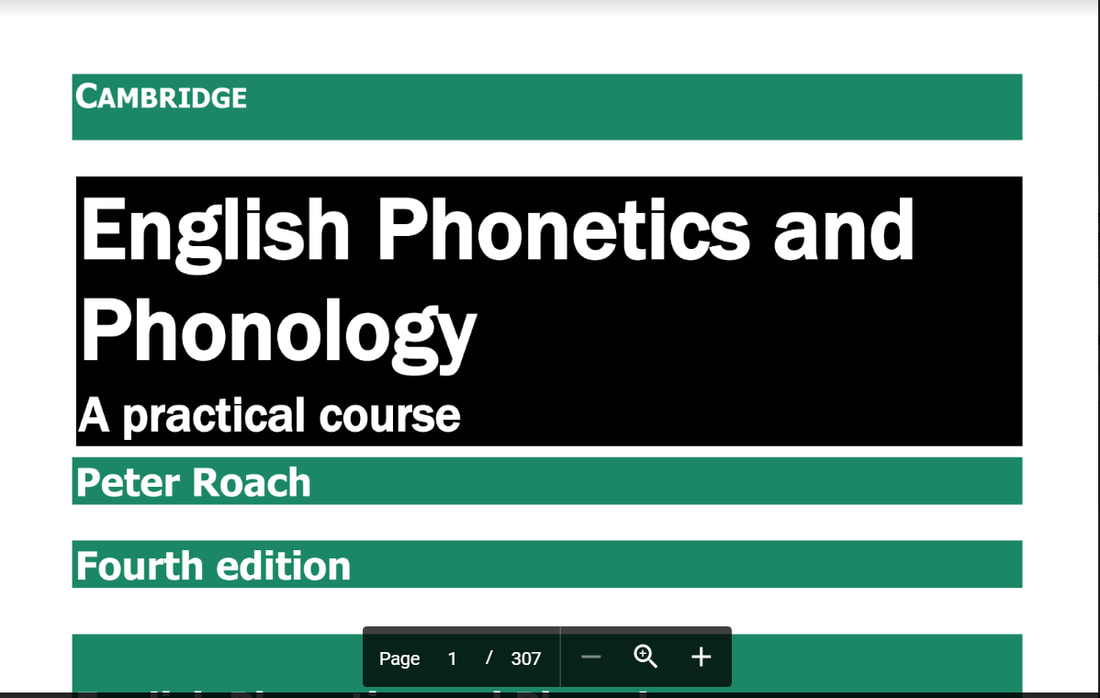 CAMBRIDGE
English Phonetics and
Phonology
A practical course
Peter Roach
Fourth edition
Page 1 / 307